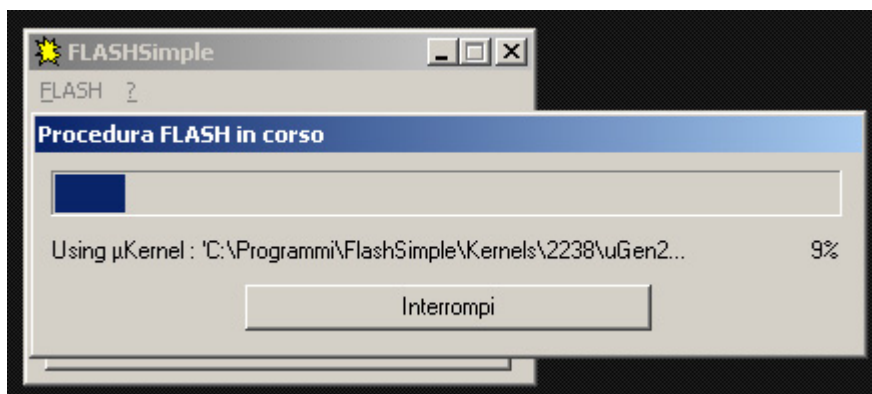 FLASHSimple
FLASH ?
Procedura FLASH in corso
Using µKernel : 'C:\Programmi\FlashSimple\Kernels\2238\uGen2... 9%
Interrompi